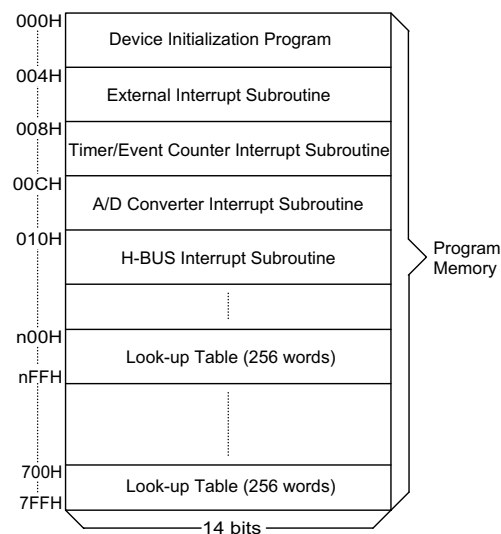 000H
Device Initialization Program
004H
External Interrupt Subroutine
008H
Timer/Event Counter Interrupt Subroutine
00CH
A/D Converter Interrupt Subroutine
010H
H-BUS Interrupt Subroutine
Program
Memory
n00H
Look-up Table (256 words)
nFFH
700H
Look-up Table (256 words)
7FFH
14 bits